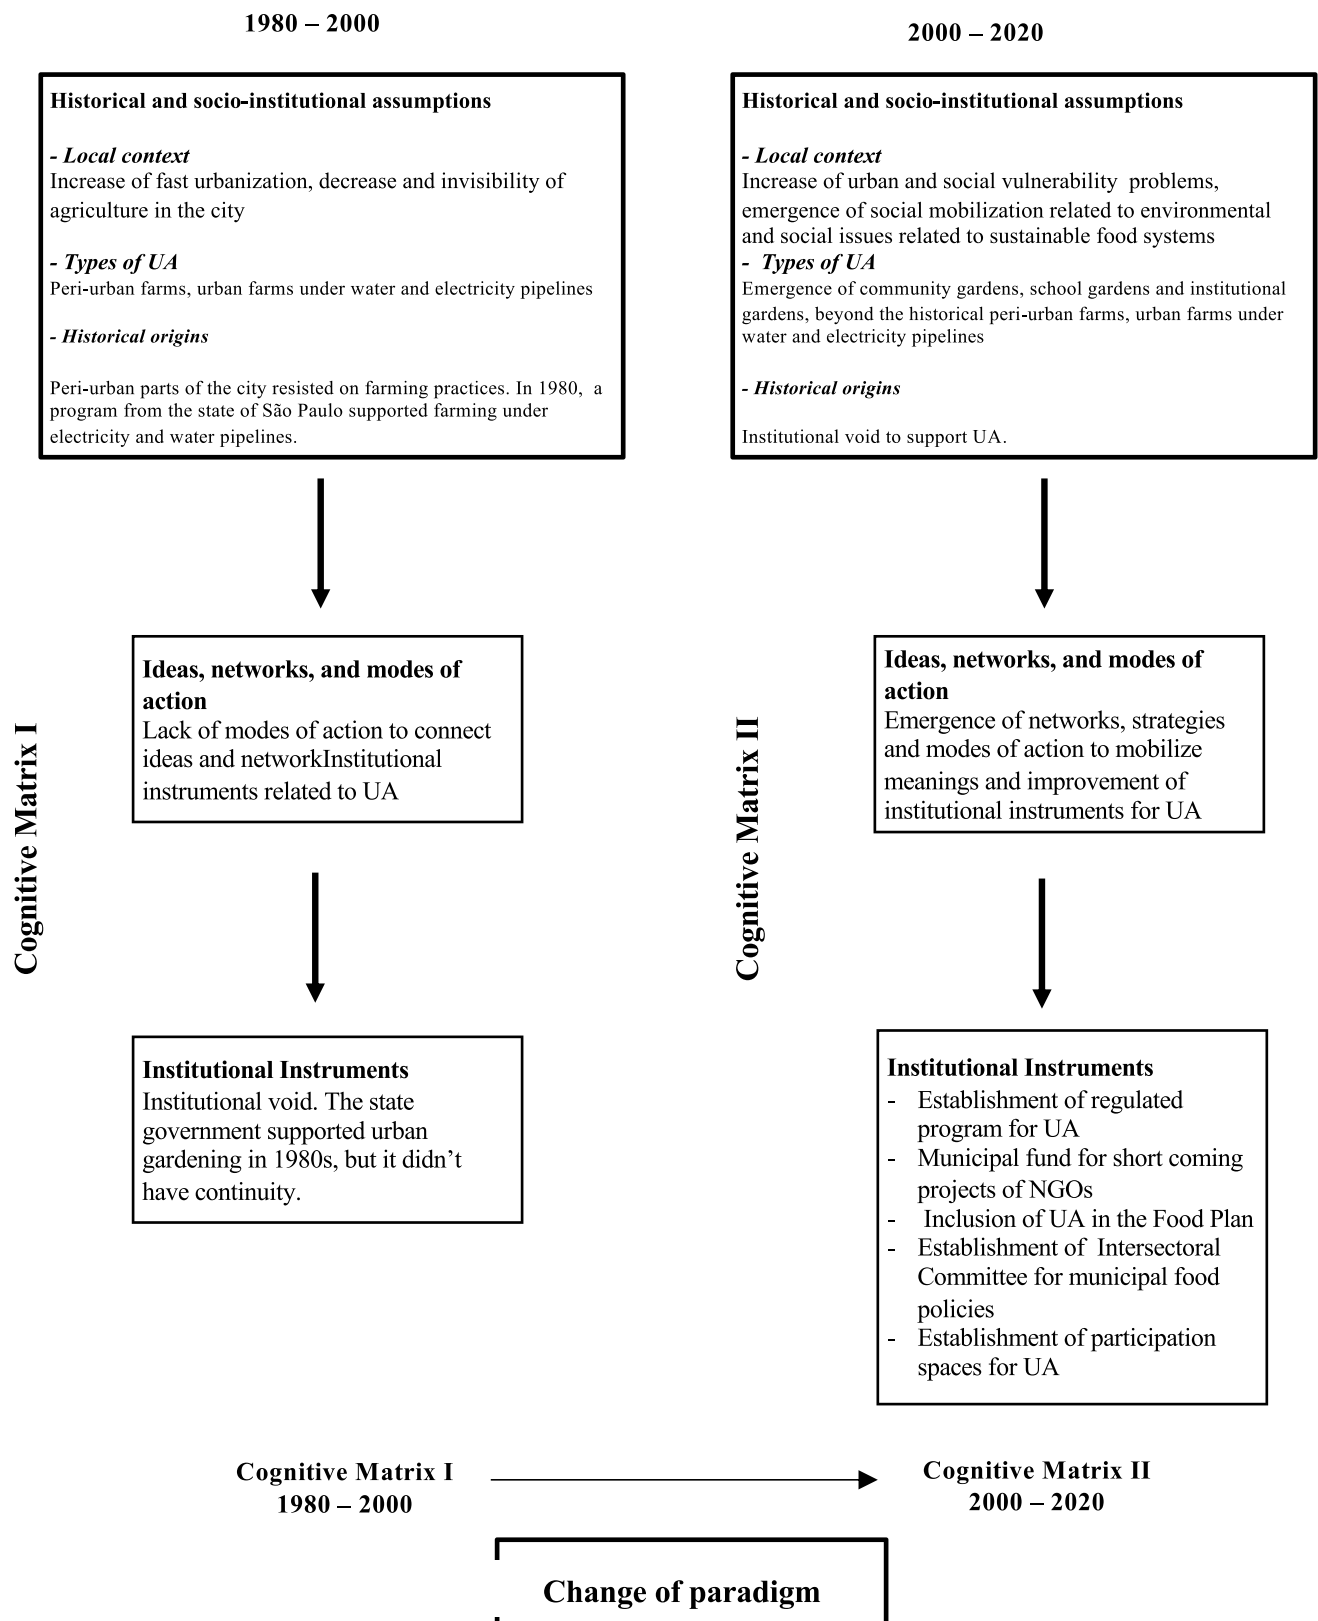 1980 – 2000
Historical and socio-institutional assumptions
- Local context
Increase of fast urbanization, decrease and invisibility of
agriculture in the city
- Types of UA
Peri-urban farms, urban farms under water and electricity pipelines
- Historical origins
Peri-urban parts of the city resisted on farming practices. In 1980, a
program from the state of São Paulo supported farming under
electricity and water pipelines.
Cognitive Matrix I
Ideas, networks, and modes of
action
Lack of modes of action to connect
ideas and networkInstitutional
instruments related to UA
Institutional Instruments
Institutional void. The state
government supported urban
gardening in 1980s, but it didn’t
have continuity.
2000 – 2020
Historical and socio-institutional assumptions
- Local context
Increase of urban and social vulnerability problems,
emergence of social mobilization related to environmental
and social issues related to sustainable food systems
- Types of UA
Emergence of community gardens, school gardens and institutional
gardens, beyond the historical peri-urban farms, urban farms under
water and electricity pipelines
- Historical origins
Institutional void to support UA.
Cognitive Matrix II
Ideas, networks, and modes of
action
Emergence of networks, strategies
and modes of action to mobilize
meanings and improvement of
institutional instruments for UA
Institutional Instruments
- Establishment of regulated
program for UA
- Municipal fund for short coming
projects of NGOs
- Inclusion of UA in the Food Plan
- Establishment of Intersectoral
Committee for municipal food
policies
- Establishment of participation
spaces for UA
Cognitive Matrix I
1980 – 2000
Cognitive Matrix II
2000 – 2020
Change of paradigm